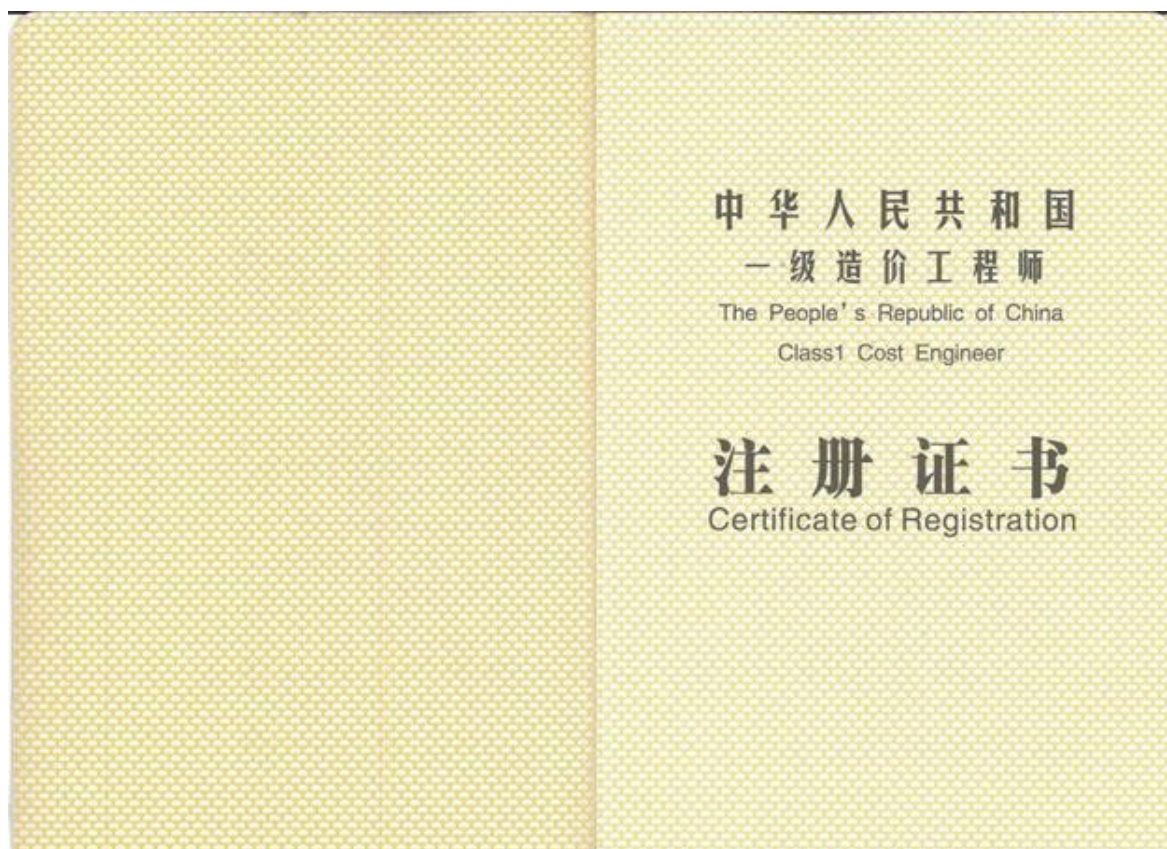 中华人民共和国
一级造价工程师
The People's Republic of China
Class1 Cost Engineer
注册证书
Certificate of Registration